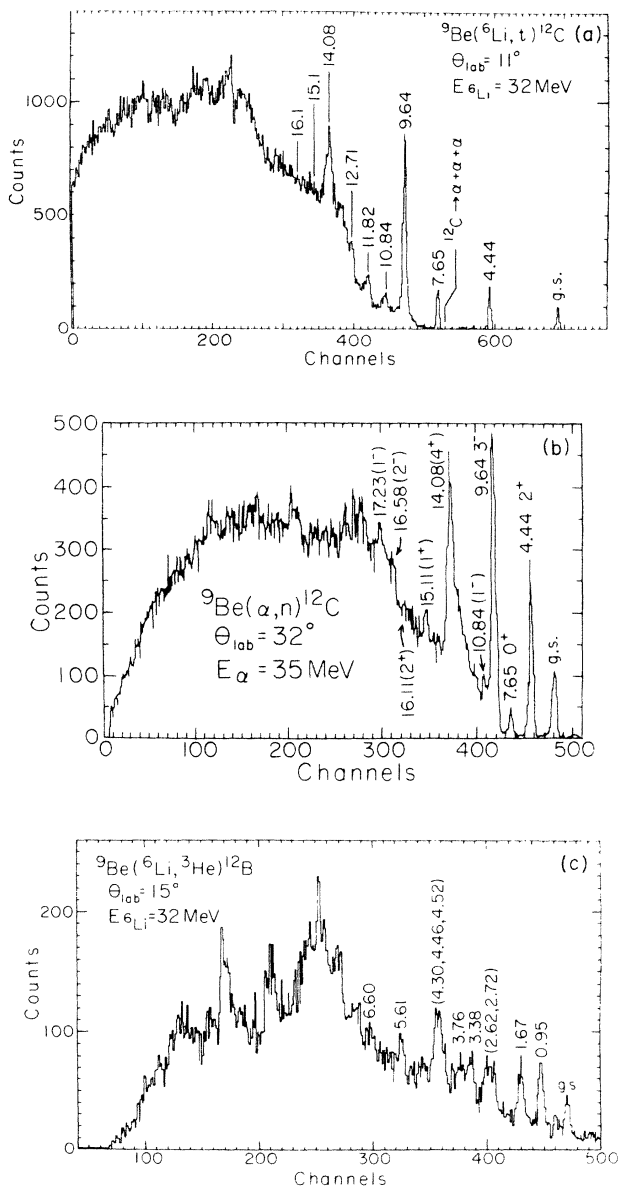 ⁹Be(⁶Li,t)¹²C (a)
θlab=11°
E⁶Li=32MeV
Counts
1000
500
0
16.1
15.1
14.08
12.71
11.82
10.84
9.64
7.65
¹²C→α+α+α
4.44
g.s.
0 200 400 600
Channels
(b)
Counts
500
400
300
200
100
0
17.23(1⁻)
16.58(2⁻)
16.11(2⁺)
15.11(1⁺)
14.08(4⁺)
10.84(1⁻)
9.64 3⁻
7.65 0⁺
4.44 2⁺
g.s.
⁹Be(α,n)¹²C
θlab=32°
Eα=35MeV
0 100 200 300 400 500
Channels
⁹Be(⁶Li,³He)¹²B (c)
θlab=15°
E⁶Li=32MeV
Counts
200
100
0
6.60
5.61
(4.30,4.46,4.52)
3.76
3.38
(2.62,2.72)
1.67
0.95
g.s
100 200 300 400 500
Channels